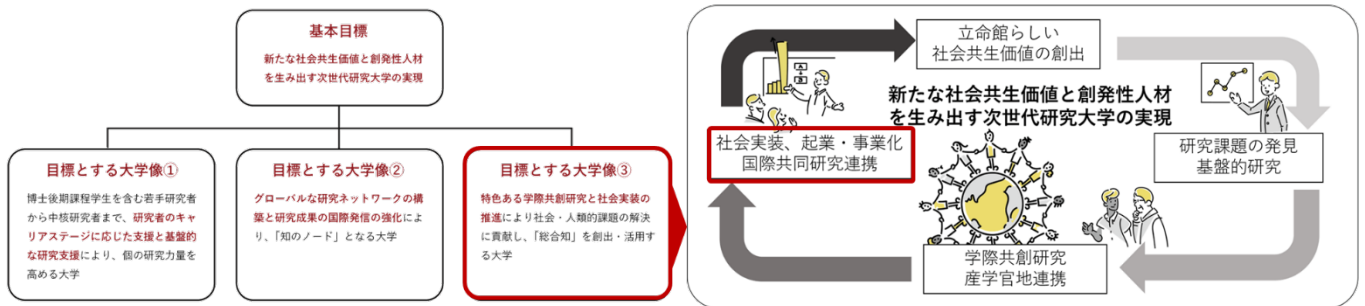 基本目標
新たな社会共生価値と創発性人材
を生み出す次世代研究大学の実現
目標とする大学像①
博士後期課程学生を含む若手研究者
から中核研究者まで、研究者のキャ
リアステージに応じた支援と基盤的
な研究支援により、個の研究力量を
高める大学
目標とする大学像②
グローバルな研究ネットワークの構
築と研究成果の国際発信の強化によ
り、「知のノード」となる大学
目標とする大学像③
特色ある学際共創研究と社会実装の
推進により社会・人類的課題の解決
に貢献し、「総合知」を創出・活用す
る大学
立命館らしい
社会共生価値の創出
新たな社会共生価値と創発性人材
を生み出す次世代研究大学の実現
社会実装、起業・事業化
国際共同研究連携
研究課題の発見
基盤的研究
学際共創研究
産学官地連携